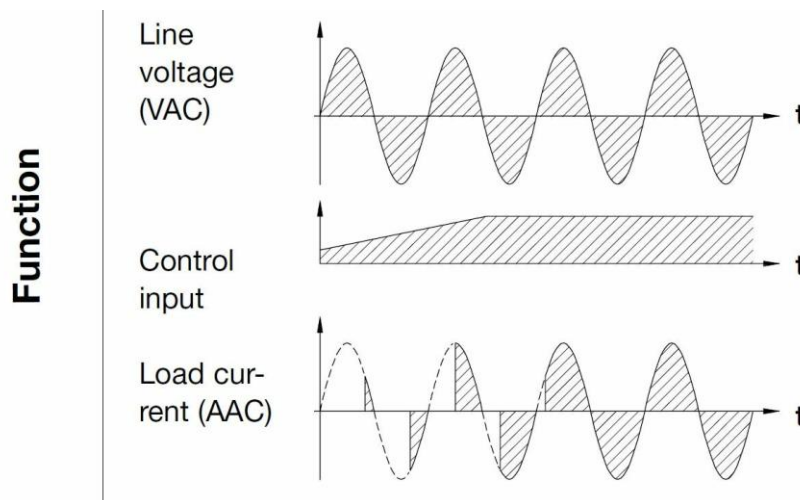 Function
Line
voltage
(VAC)
t
Control
input
t
Load cur-
rent (AAC)
t